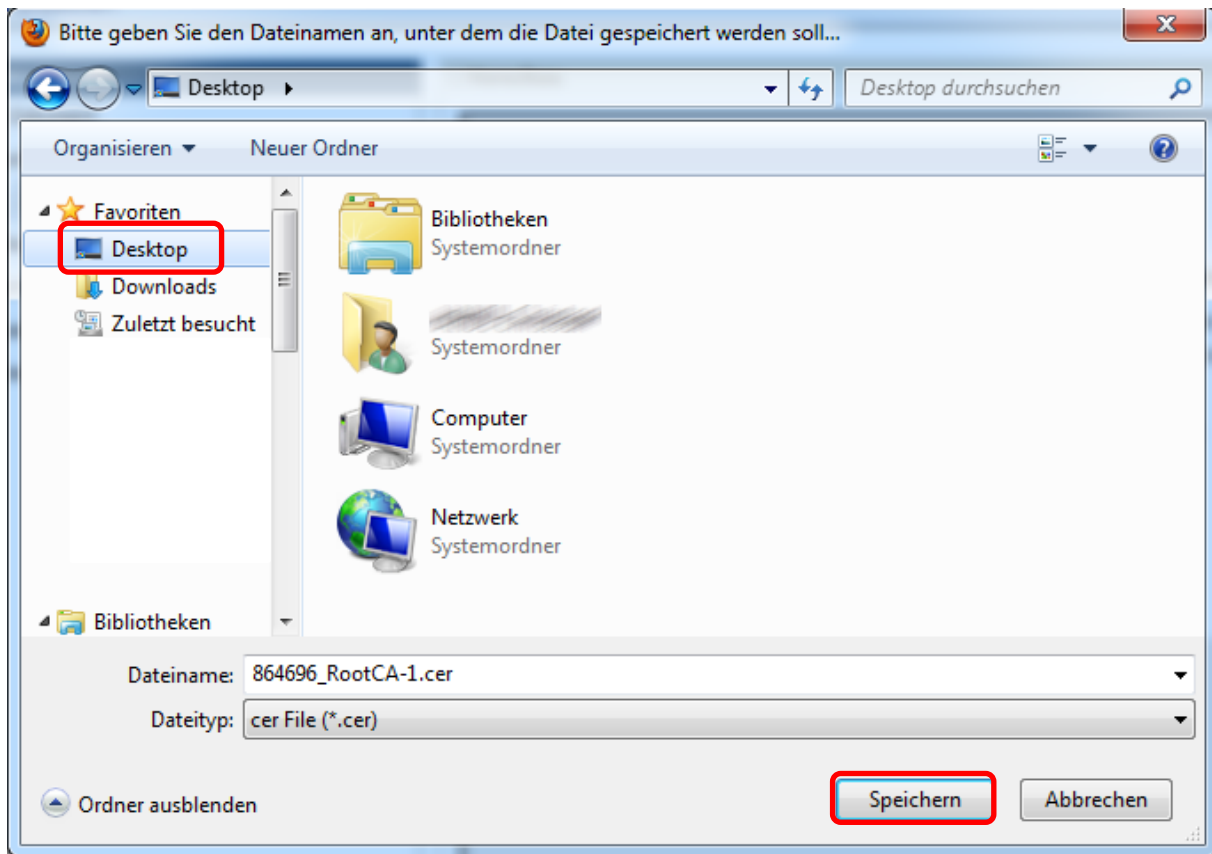 Bitte geben Sie den Dateinamen an, unter dem die Datei gespeichert werden soll...
Desktop
Desktop durchsuchen
Organisieren
Neuer Ordner
Favoriten
Desktop
Downloads
Zuletzt besucht
Bibliotheken
Bibliotheken
Systemordner
Systemordner
Computer
Systemordner
Netzwerk
Systemordner
Dateiname: 864696_RootCA-1.cer
Dateityp: cer File (*.cer)
Ordner ausblenden
Speichern
Abbrechen